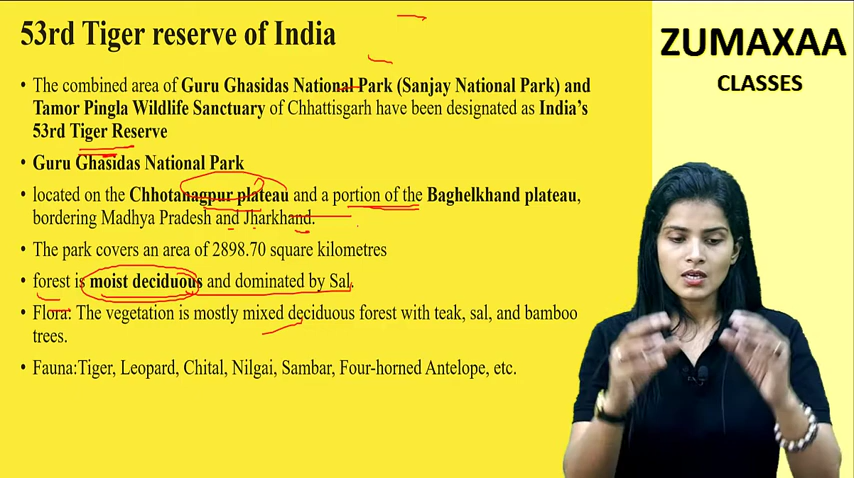 53rd Tiger reserve of India
ZUMAXAA
CLASSES
• The combined area of Guru Ghasidas National Park (Sanjay National Park) and
Tamor Pingla Wildlife Sanctuary of Chhattisgarh have been designated as India's
53rd Tiger Reserve
• Guru Ghasidas National Park
• located on the Chhotanagpur plateau and a portion of the Baghelkhand plateau,
bordering Madhya Pradesh and Jharkhand.
• The park covers an area of 2898.70 square kilometres
• forest is moist deciduous and dominated by Sal.
• Flora: The vegetation is mostly mixed deciduous forest with teak, sal, and bamboo
trees.
• Fauna:Tiger, Leopard, Chital, Nilgai, Sambar, Four-horned Antelope, etc.